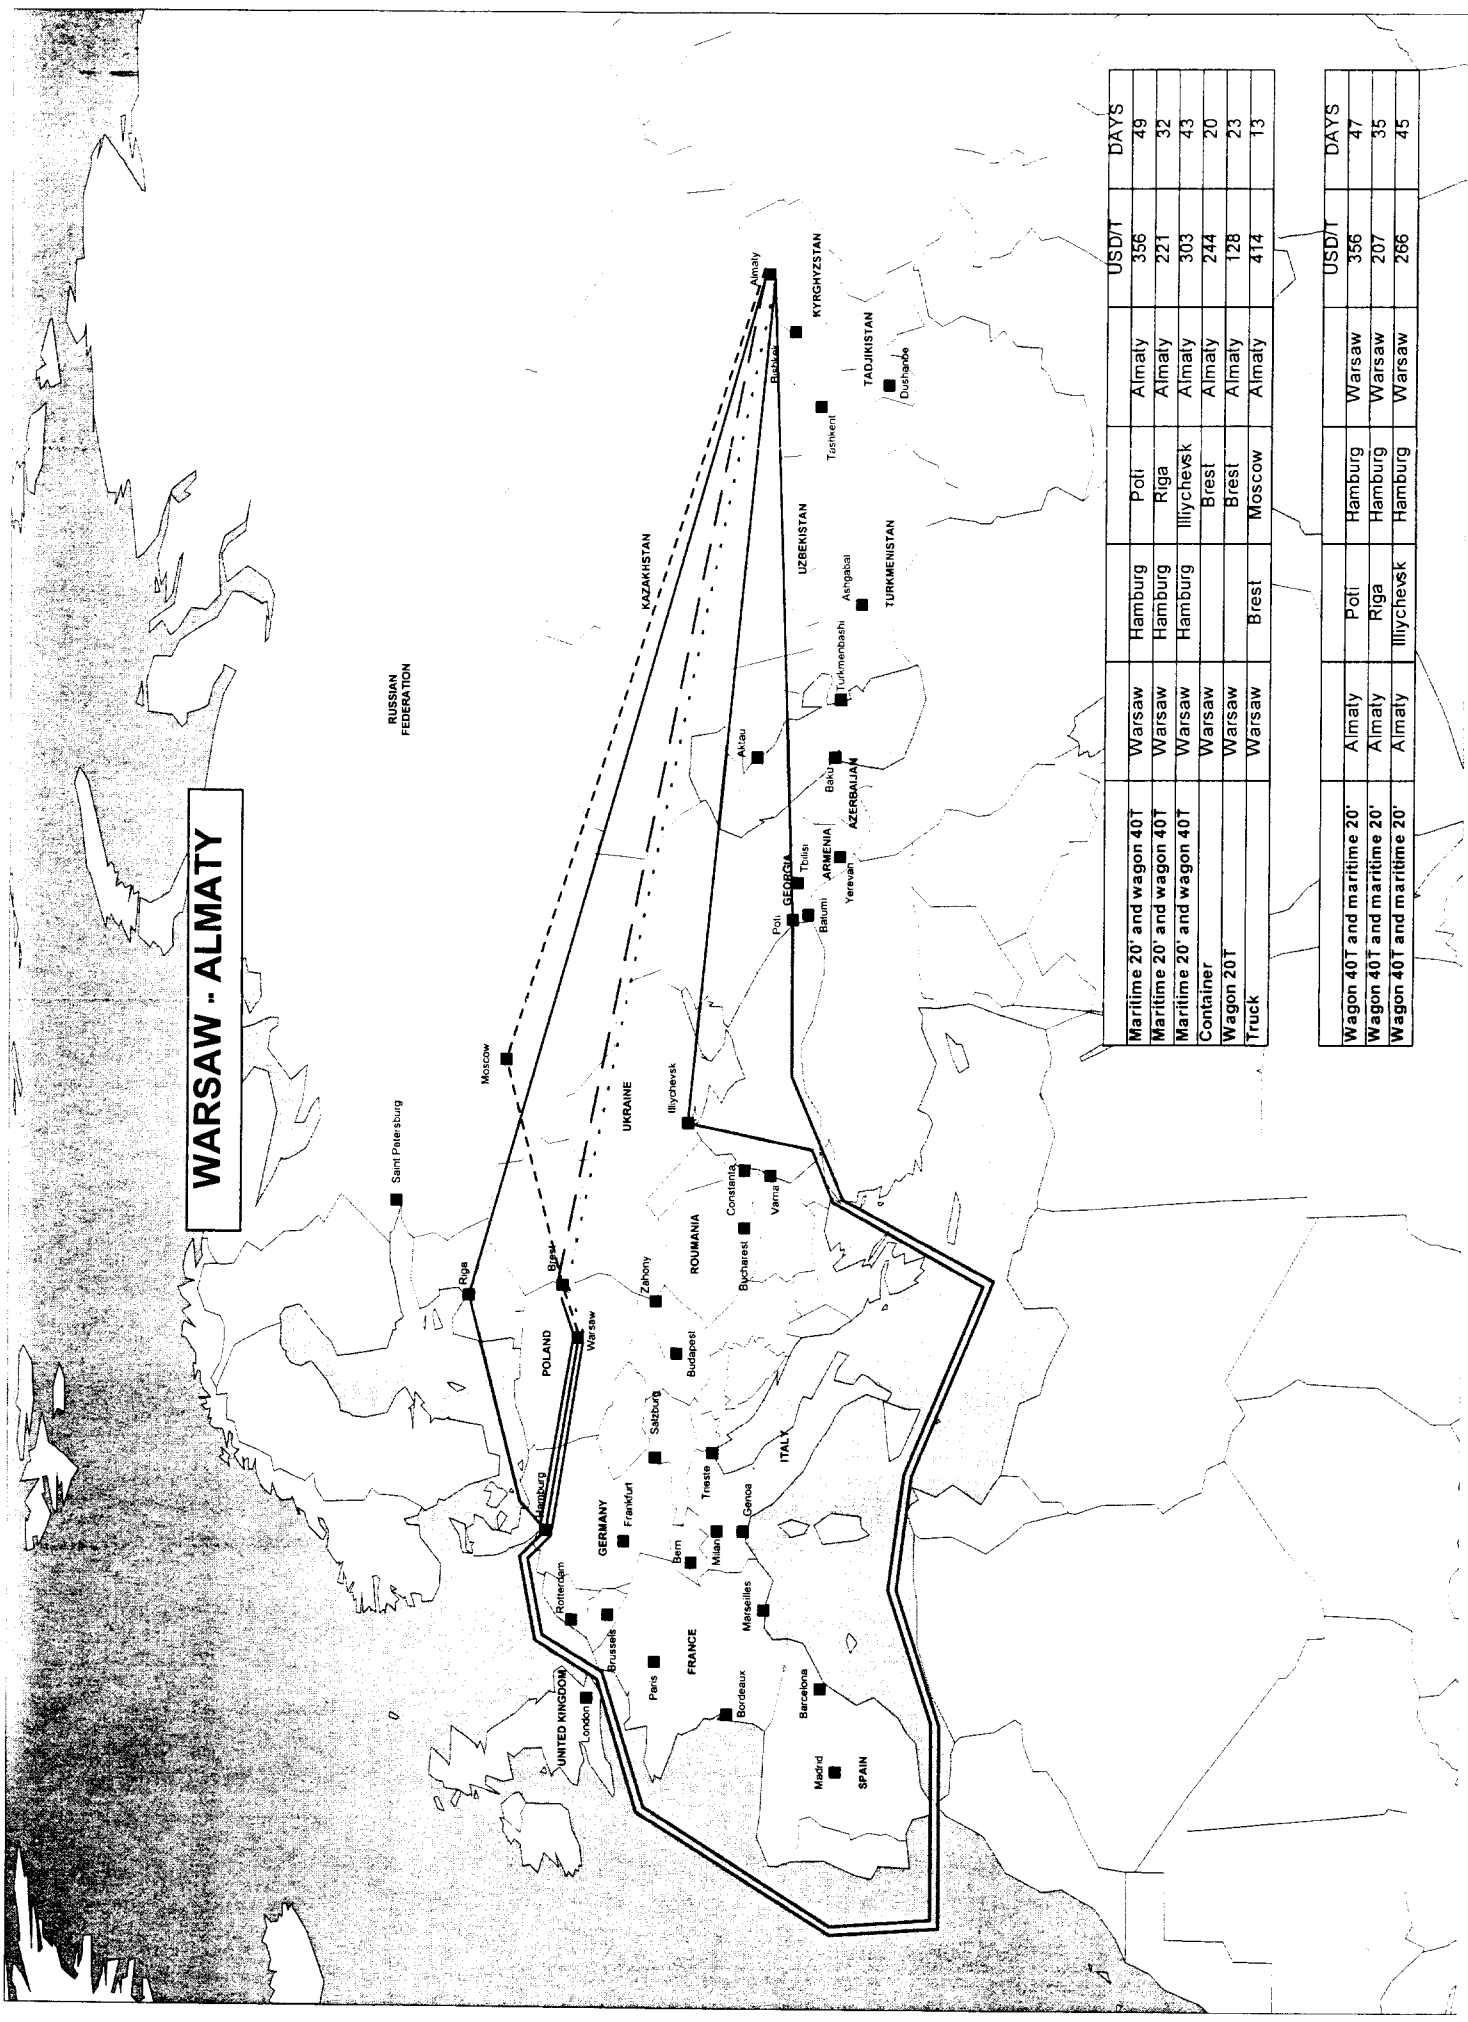 WARSAW - ALMATY
RUSSIAN
FEDERATION
Saint Petersburg
Moscow
KAZAKHSTAN
Riga
Brest
POLAND
Warsaw
UKRAINE
Illiychevsk
Almaty
Bishkek
KYRGHYZSTAN
Tashkent
TADJIKISTAN
Dushanbe
UZBEKISTAN
Ashgabat
TURKMENISTAN
Turkmenbashi
Aktau
Baku
AZERBAIJAN
GEORGIA
Tbilisi
ARMENIA
Yerevan
Poti
Batumi
Constanta
Varna
ROUMANIA
Bucharest
Zahony
Budapest
Salzburg
Trieste
ITALY
Hamburg
GERMANY
Frankfurt
Bern
Milan
Genoa
Rotterdam
Brussels
Marseilles
FRANCE
Paris
UNITED KINGDOM
London
Bordeaux
Barcelona
Madrid
SPAIN
USD/T DAYS
Maritime 20' and wagon 40T Warsaw Hamburg Poti Almaty 356 49
Maritime 20' and wagon 40T Warsaw Hamburg Riga Almaty 221 32
Maritime 20' and wagon 40T Warsaw Hamburg Illiychevsk Almaty 303 43
Container Warsaw Brest Almaty 244 20
Wagon 20T Warsaw Brest Almaty 128 23
Truck Warsaw Brest Moscow Almaty 414 13
USD/T DAYS
Wagon 40T and maritime 20' Almaty Poti Hamburg Warsaw 356 47
Wagon 40T and maritime 20' Almaty Riga Hamburg Warsaw 207 35
Wagon 40T and maritime 20' Almaty Illiychevsk Hamburg Warsaw 266 45